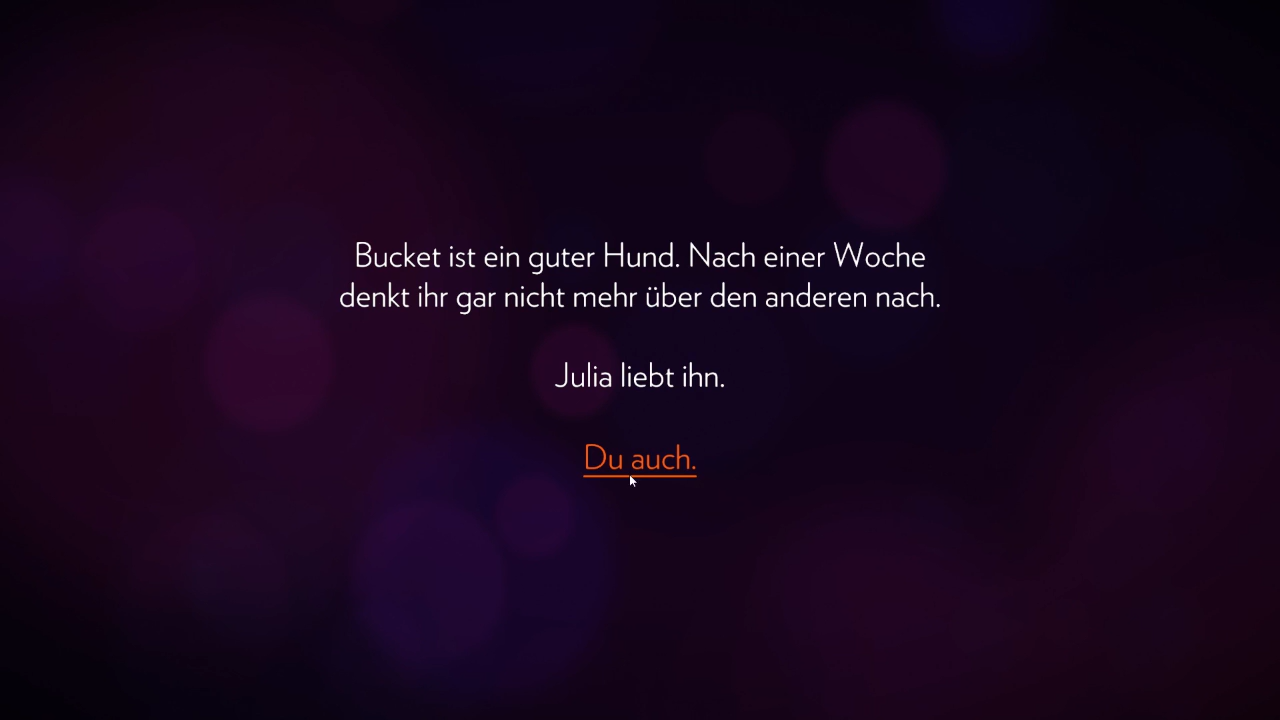 Bucket ist ein guter Hund. Nach einer Woche
denkt ihr gar nicht mehr über den anderen nach.
Julia liebt ihn.
Du auch.